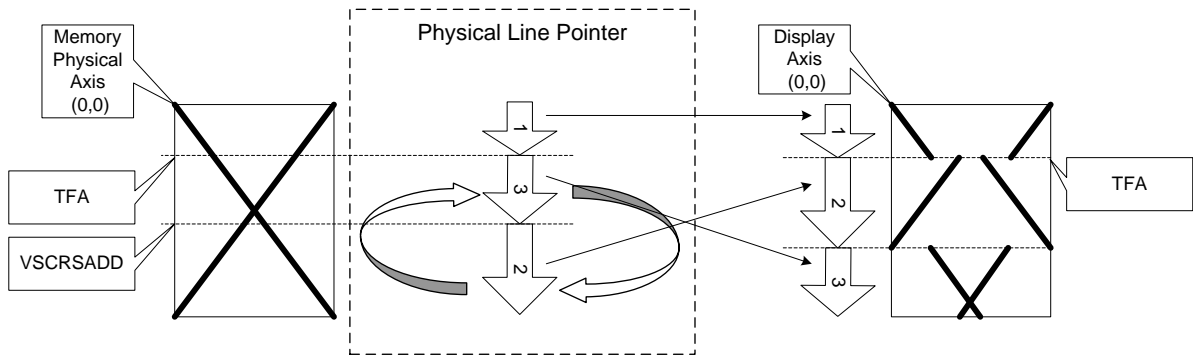 Memory
Physical
Axis
(0,0)
TFA
VSCRSADD
Physical Line Pointer
1
3
2
Display
Axis
(0,0)
1
2
3
TFA